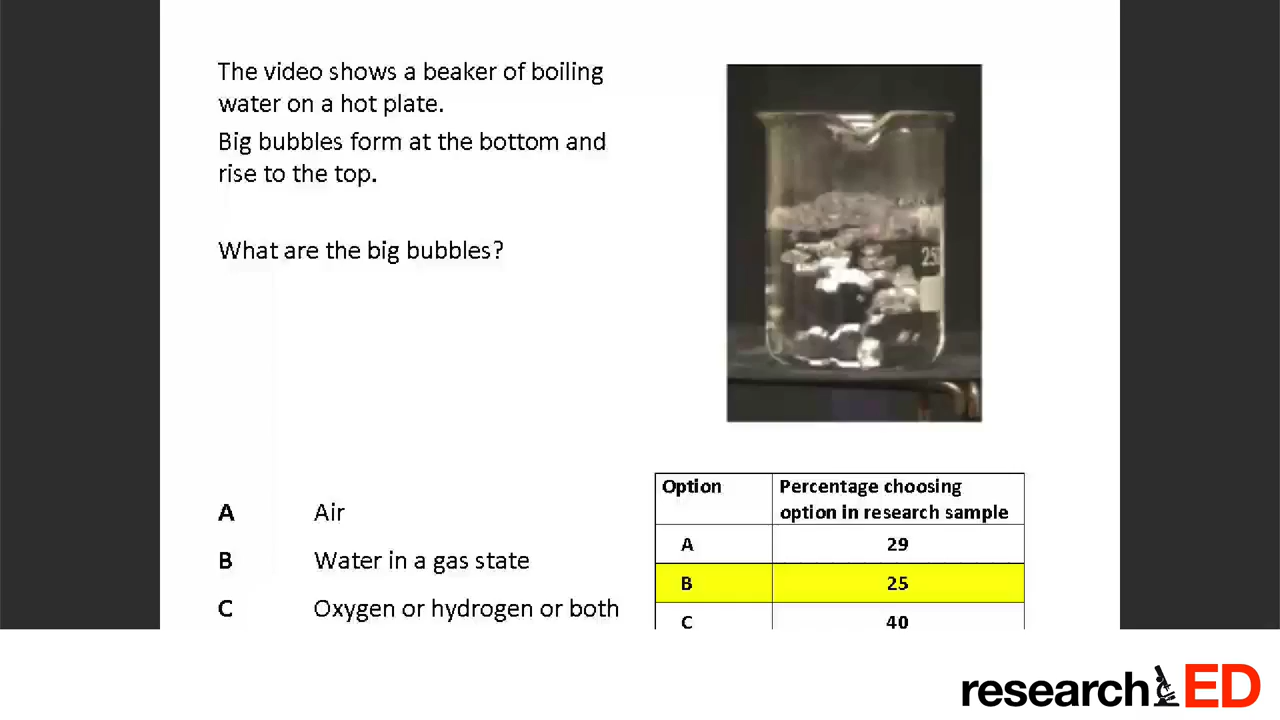 The video shows a beaker of boiling
water on a hot plate.
Big bubbles form at the bottom and
rise to the top.
What are the big bubbles?
25
A Air
B Water in a gas state
C Oxygen or hydrogen or both
Option Percentage choosing
option in research sample
A 29
B 25
C 40
researchED